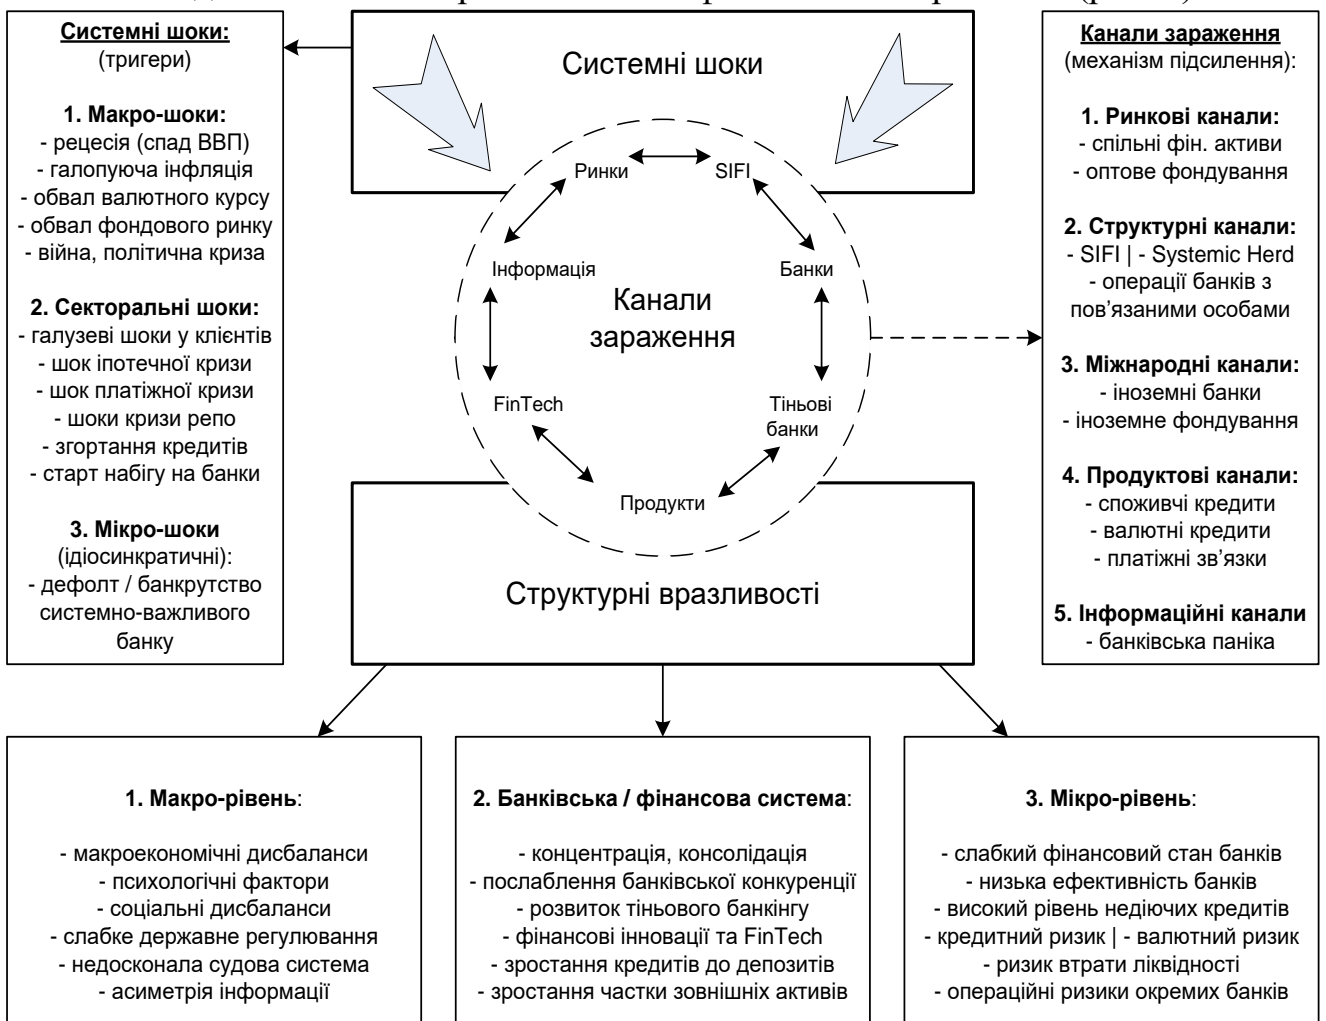 Системні шоки:
(тригери)
1. Макро-шоки:
- рецесія (спад ВВП)
- галопуюча інфляція
- обвал валютного курсу
- обвал фондового ринку
- війна, політична криза
2. Секторальні шоки:
- галузеві шоки у клієнтів
- шок іпотечної кризи
- шок платіжної кризи
- шоки кризи репо
- згортання кредитів
- старт набігу на банки
3. Мікро-шоки
(ідіосинкратичні):
- дефолт / банкрутство
системно-важливого
банку
Системні шоки
Ринки
SIFI
Інформація
Банки
Канали
зараження
FinTech
Тіньові
банки
Продукти
Структурні вразливості
Канали зараження
(механізм підсилення):
1. Ринкові канали:
- спільні фін. активи
- оптове фондування
2. Структурні канали:
- SIFI | - Systemic Herd
- операції банків з
пов’язаними особами
3. Міжнародні канали:
- іноземні банки
- іноземне фондування
4. Продуктові канали:
- споживчі кредити
- валютні кредити
- платіжні зв’язки
5. Інформаційні канали
- банківська паніка
1. Макро-рівень:
- макроекономічні дисбаланси
- психологічні фактори
- соціальні дисбаланси
- слабке державне регулювання
- недосконала судова система
- асиметрія інформації
2. Банківська / фінансова система:
- концентрація, консолідація
- послаблення банківської конкуренції
- розвиток тіньового банкінгу
- фінансові інновації та FinTech
- зростання кредитів до депозитів
- зростання частки зовнішніх активів
3. Мікро-рівень:
- слабкий фінансовий стан банків
- низька ефективність банків
- високий рівень недіючих кредитів
- кредитний ризик | - валютний ризик
- ризик втрати ліквідності
- операційні ризики окремих банків